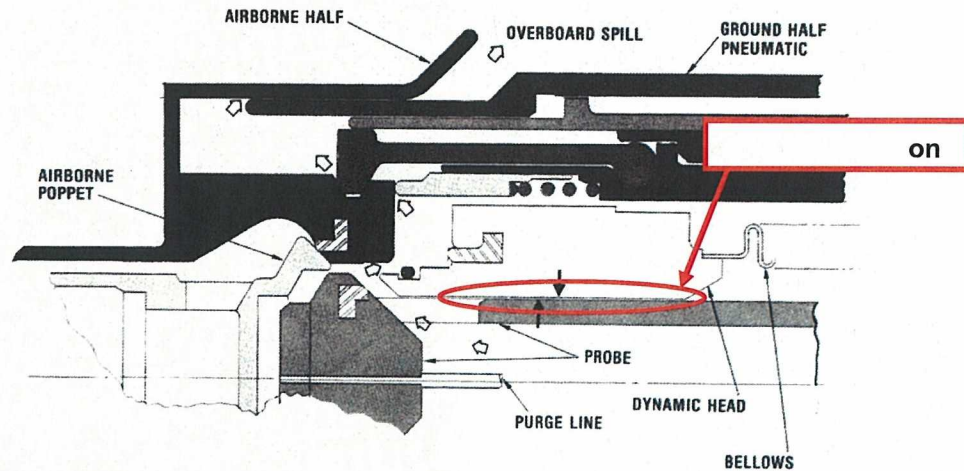 AIRBORNE HALF
OVERBOARD SPILL
GROUND HALF
PNEUMATIC
on
AIRBORNE
POPPET
PROBE
DYNAMIC HEAD
PURGE LINE
BELLOWS